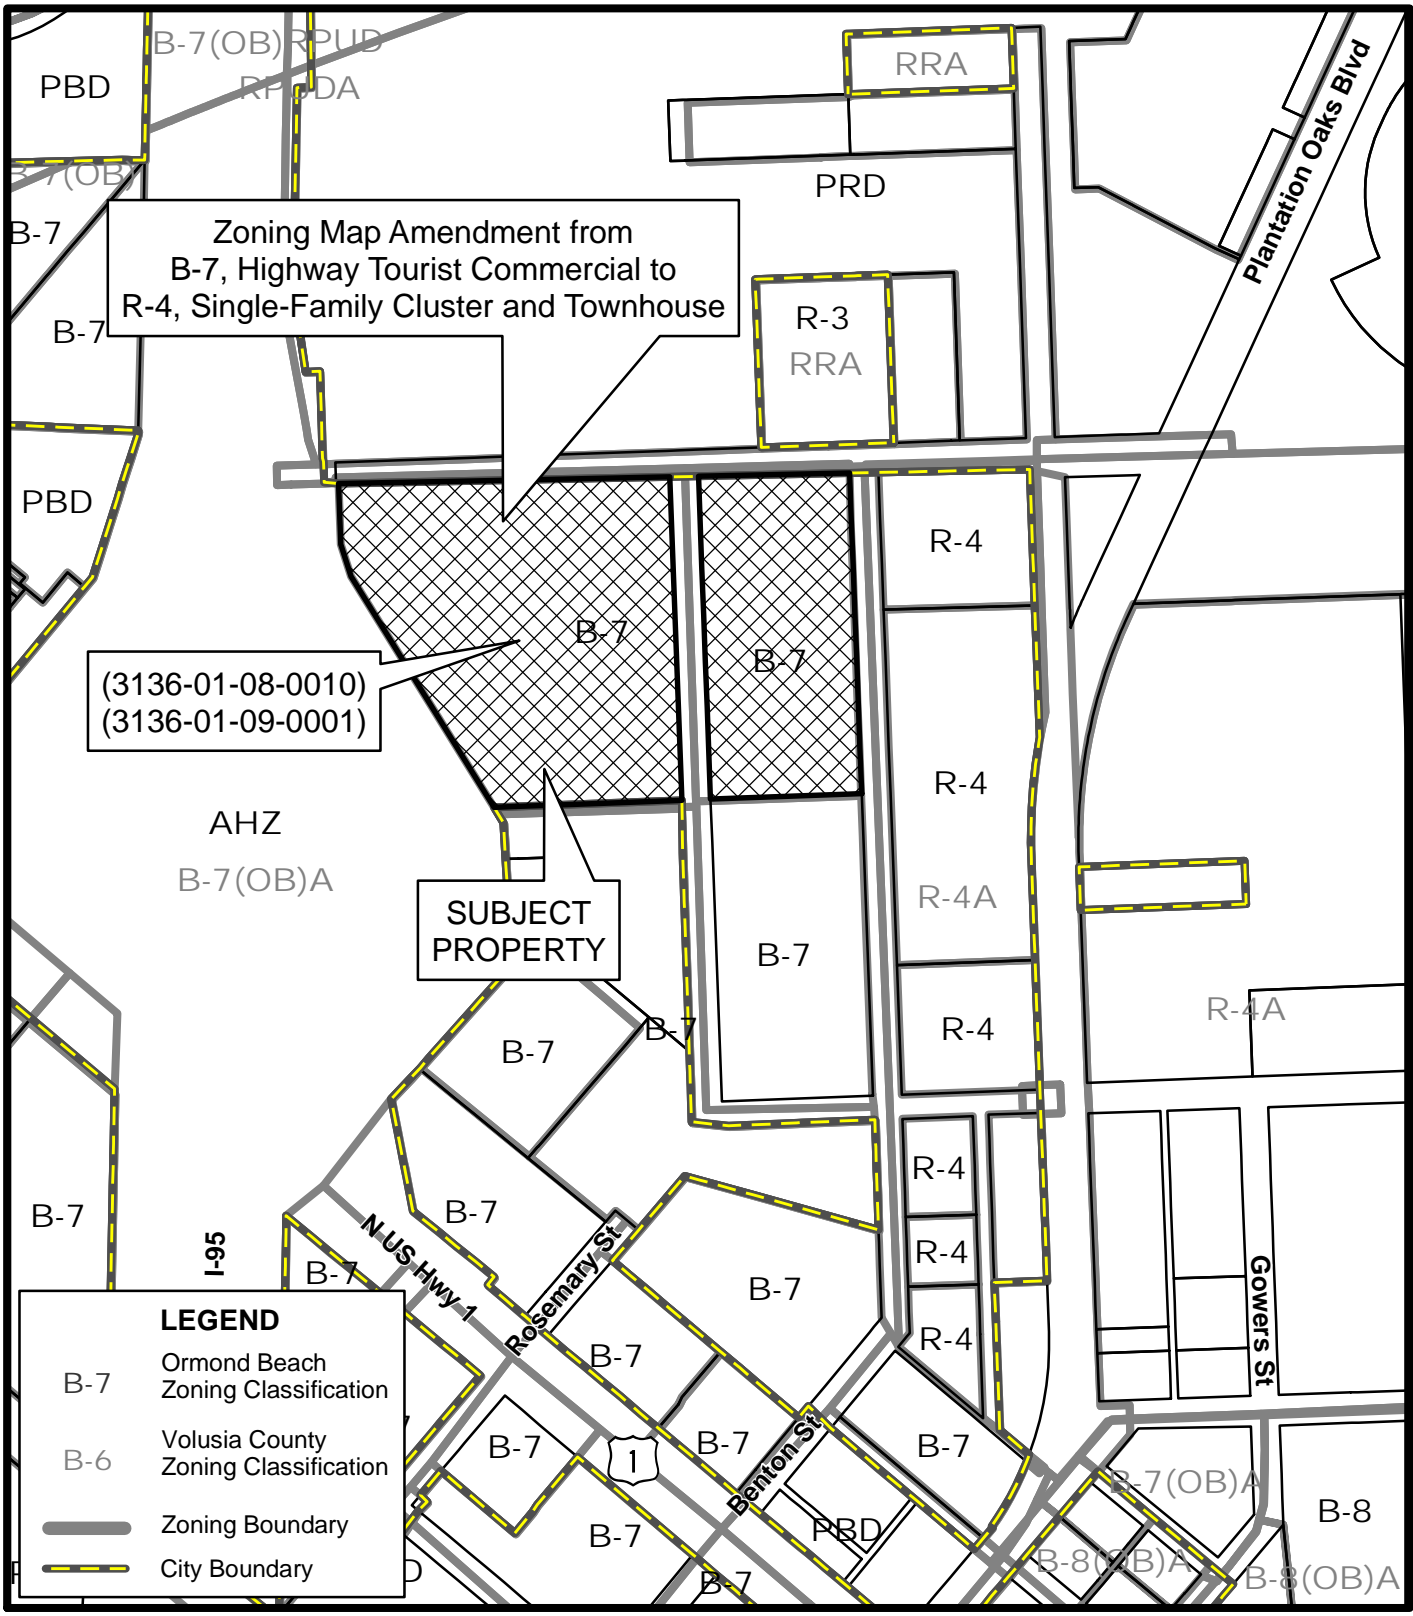 B-7(OB)
RPUD
PBD
RPUDA
RRA
Plantation Oaks Blvd
B-7(OB)
PRD
B-7
Zoning Map Amendment from
B-7, Highway Tourist Commercial to
R-4, Single-Family Cluster and Townhouse
B-7
R-3
RRA
PBD
R-4
B-7
B-7
(3136-01-08-0010)
(3136-01-09-0001)
R-4
AHZ
B-7(OB)A
R-4A
SUBJECT
PROPERTY
B-7
R-4A
B-7
B-7
R-4
R-4
B-7
B-7
R-4
I-95
N US Hwy 1
Rosemary St
B-7
B-7
Gowers St
R-4
B-7
LEGEND
B-7
Ormond Beach
Zoning Classification
B-6
Volusia County
Zoning Classification
Zoning Boundary
City Boundary
B-7
1
B-7
Benton St
B-7
B-7(OB)A
B-8
B-7
PBD
B-8(OB)A
B-8(OB)A
B-7